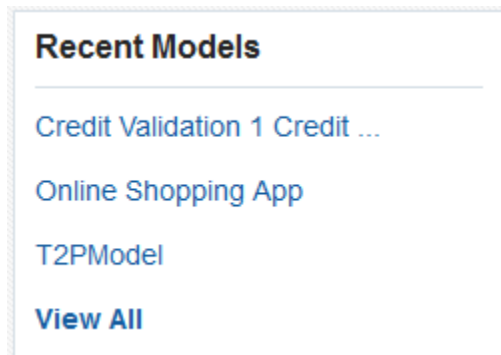 Recent Models
Credit Validation 1 Credit ...
Online Shopping App
T2PModel
View All